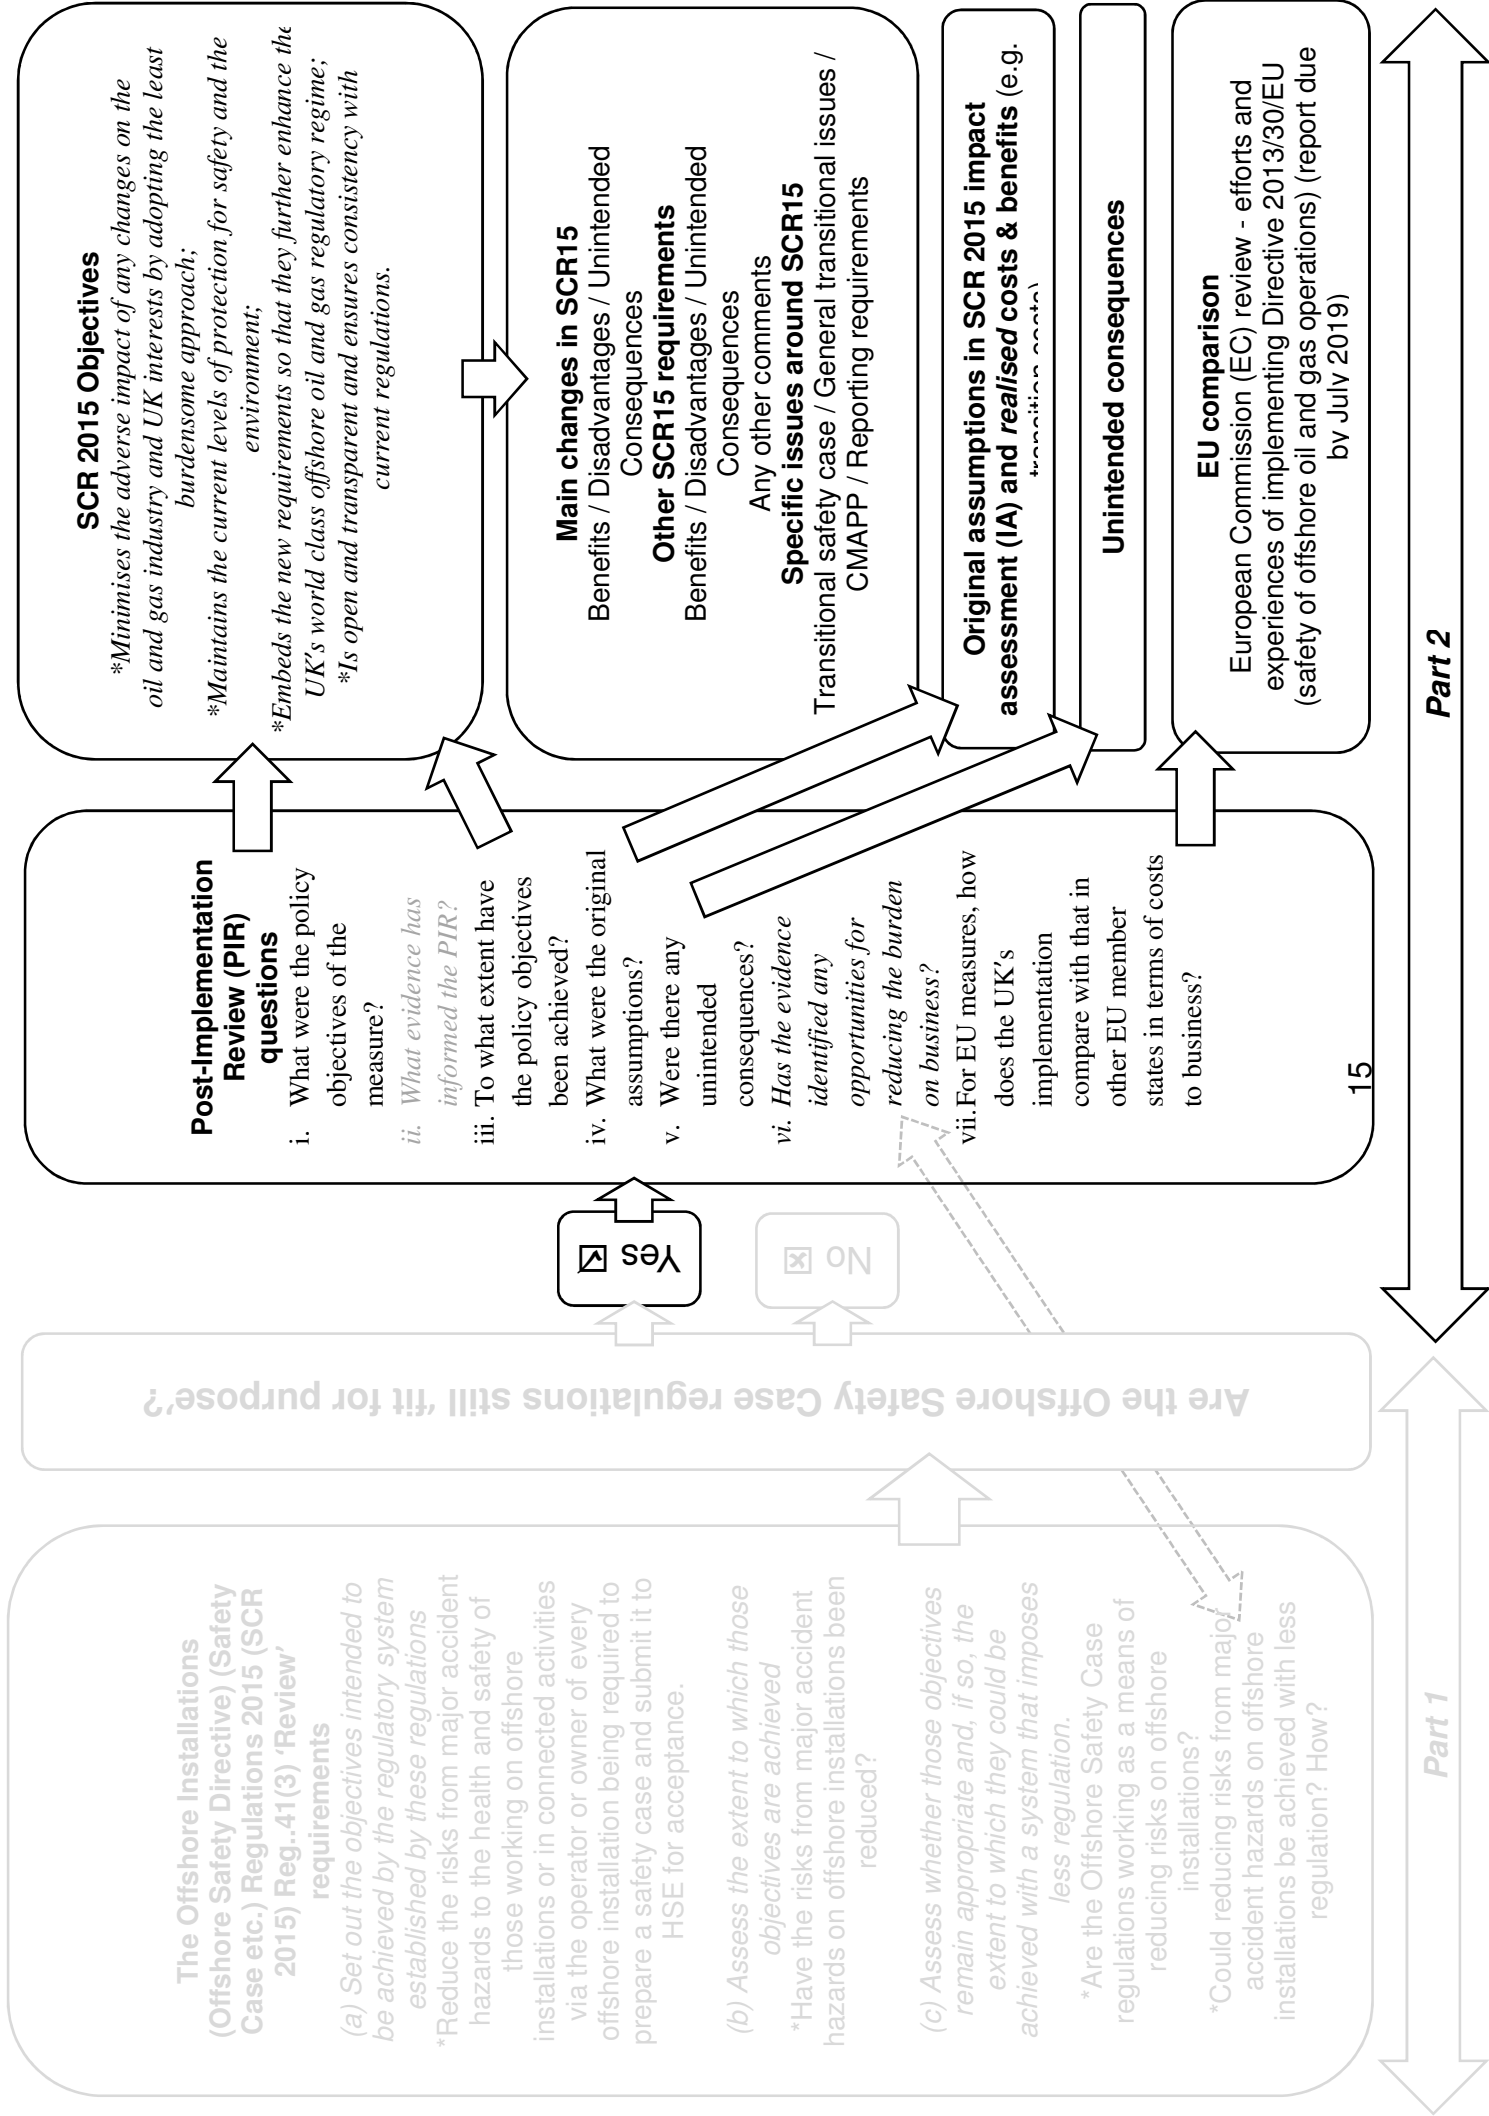 The Offshore Installations
(Offshore Safety Directive) (Safety
Case etc.) Regulations 2015 (SCR
2015) Reg..41(3) ‘Review’
requirements
(a) Set out the objectives intended to
be achieved by the regulatory system
established by these regulations
*Reduce the risks from major accident
hazards to the health and safety of
those working on offshore
installations or in connected activities
via the operator or owner of every
offshore installation being required to
prepare a safety case and submit it to
HSE for acceptance.
(b) Assess the extent to which those
objectives are achieved
*Have the risks from major accident
hazards on offshore installations been
reduced?
(c) Assess whether those objectives
remain appropriate and, if so, the
extent to which they could be
achieved with a system that imposes
less regulation.
*Are the Offshore Safety Case
regulations working as a means of
reducing risks on offshore
installations?
*Could reducing risks from major
accident hazards on offshore
installations be achieved with less
regulation? How?
Are the Offshore Safety Case regulations still ‘fit for purpose’?
Yes ☑
No ☒
Post-Implementation
Review (PIR)
questions
i. What were the policy
objectives of the
measure?
ii. What evidence has
informed the PIR?
iii. To what extent have
the policy objectives
been achieved?
iv. What were the original
assumptions?
v. Were there any
unintended
consequences?
vi. Has the evidence
identified any
opportunities for
reducing the burden
on business?
vii. For EU measures, how
does the UK's
implementation
compare with that in
other EU member
states in terms of costs
to business?
15
SCR 2015 Objectives
*Minimises the adverse impact of any changes on the
oil and gas industry and UK interests by adopting the least
burdensome approach;
*Maintains the current levels of protection for safety and the
environment;
*Embeds the new requirements so that they further enhance the
UK's world class offshore oil and gas regulatory regime;
*Is open and transparent and ensures consistency with
current regulations.
Main changes in SCR15
Benefits / Disadvantages / Unintended
Consequences
Other SCR15 requirements
Benefits / Disadvantages / Unintended
Consequences
Any other comments
Specific issues around SCR15
Transitional safety case / General transitional issues /
CMAPP / Reporting requirements
Original assumptions in SCR 2015 impact
assessment (IA) and realised costs & benefits (e.g.
transition costs)
Unintended consequences
EU comparison
European Commission (EC) review - efforts and
experiences of implementing Directive 2013/30/EU
(safety of offshore oil and gas operations) (report due
by July 2019)
Part 1
Part 2